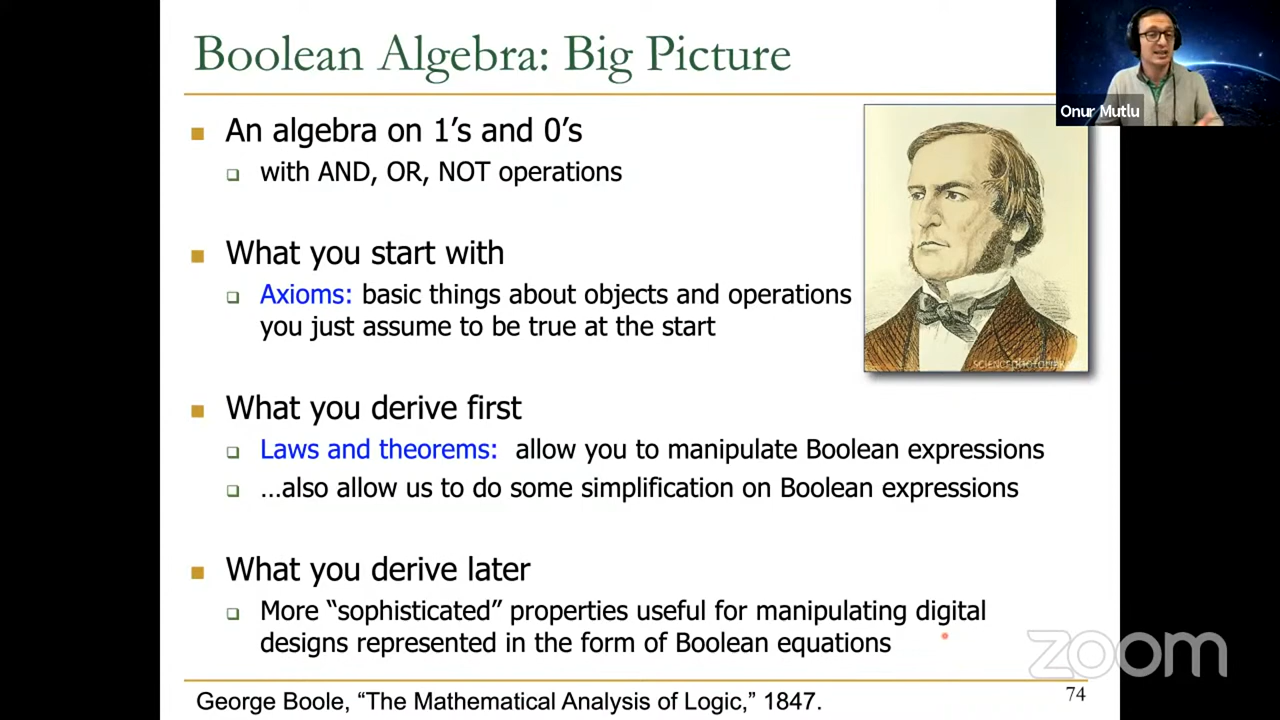 Boolean Algebra: Big Picture
Onur Mutlu
An algebra on 1's and 0's
with AND, OR, NOT operations
What you start with
Axioms: basic things about objects and operations
you just assume to be true at the start
What you derive first
Laws and theorems: allow you to manipulate Boolean expressions
…also allow us to do some simplification on Boolean expressions
What you derive later
More “sophisticated” properties useful for manipulating digital
designs represented in the form of Boolean equations
zoom
George Boole, “The Mathematical Analysis of Logic,” 1847.
74